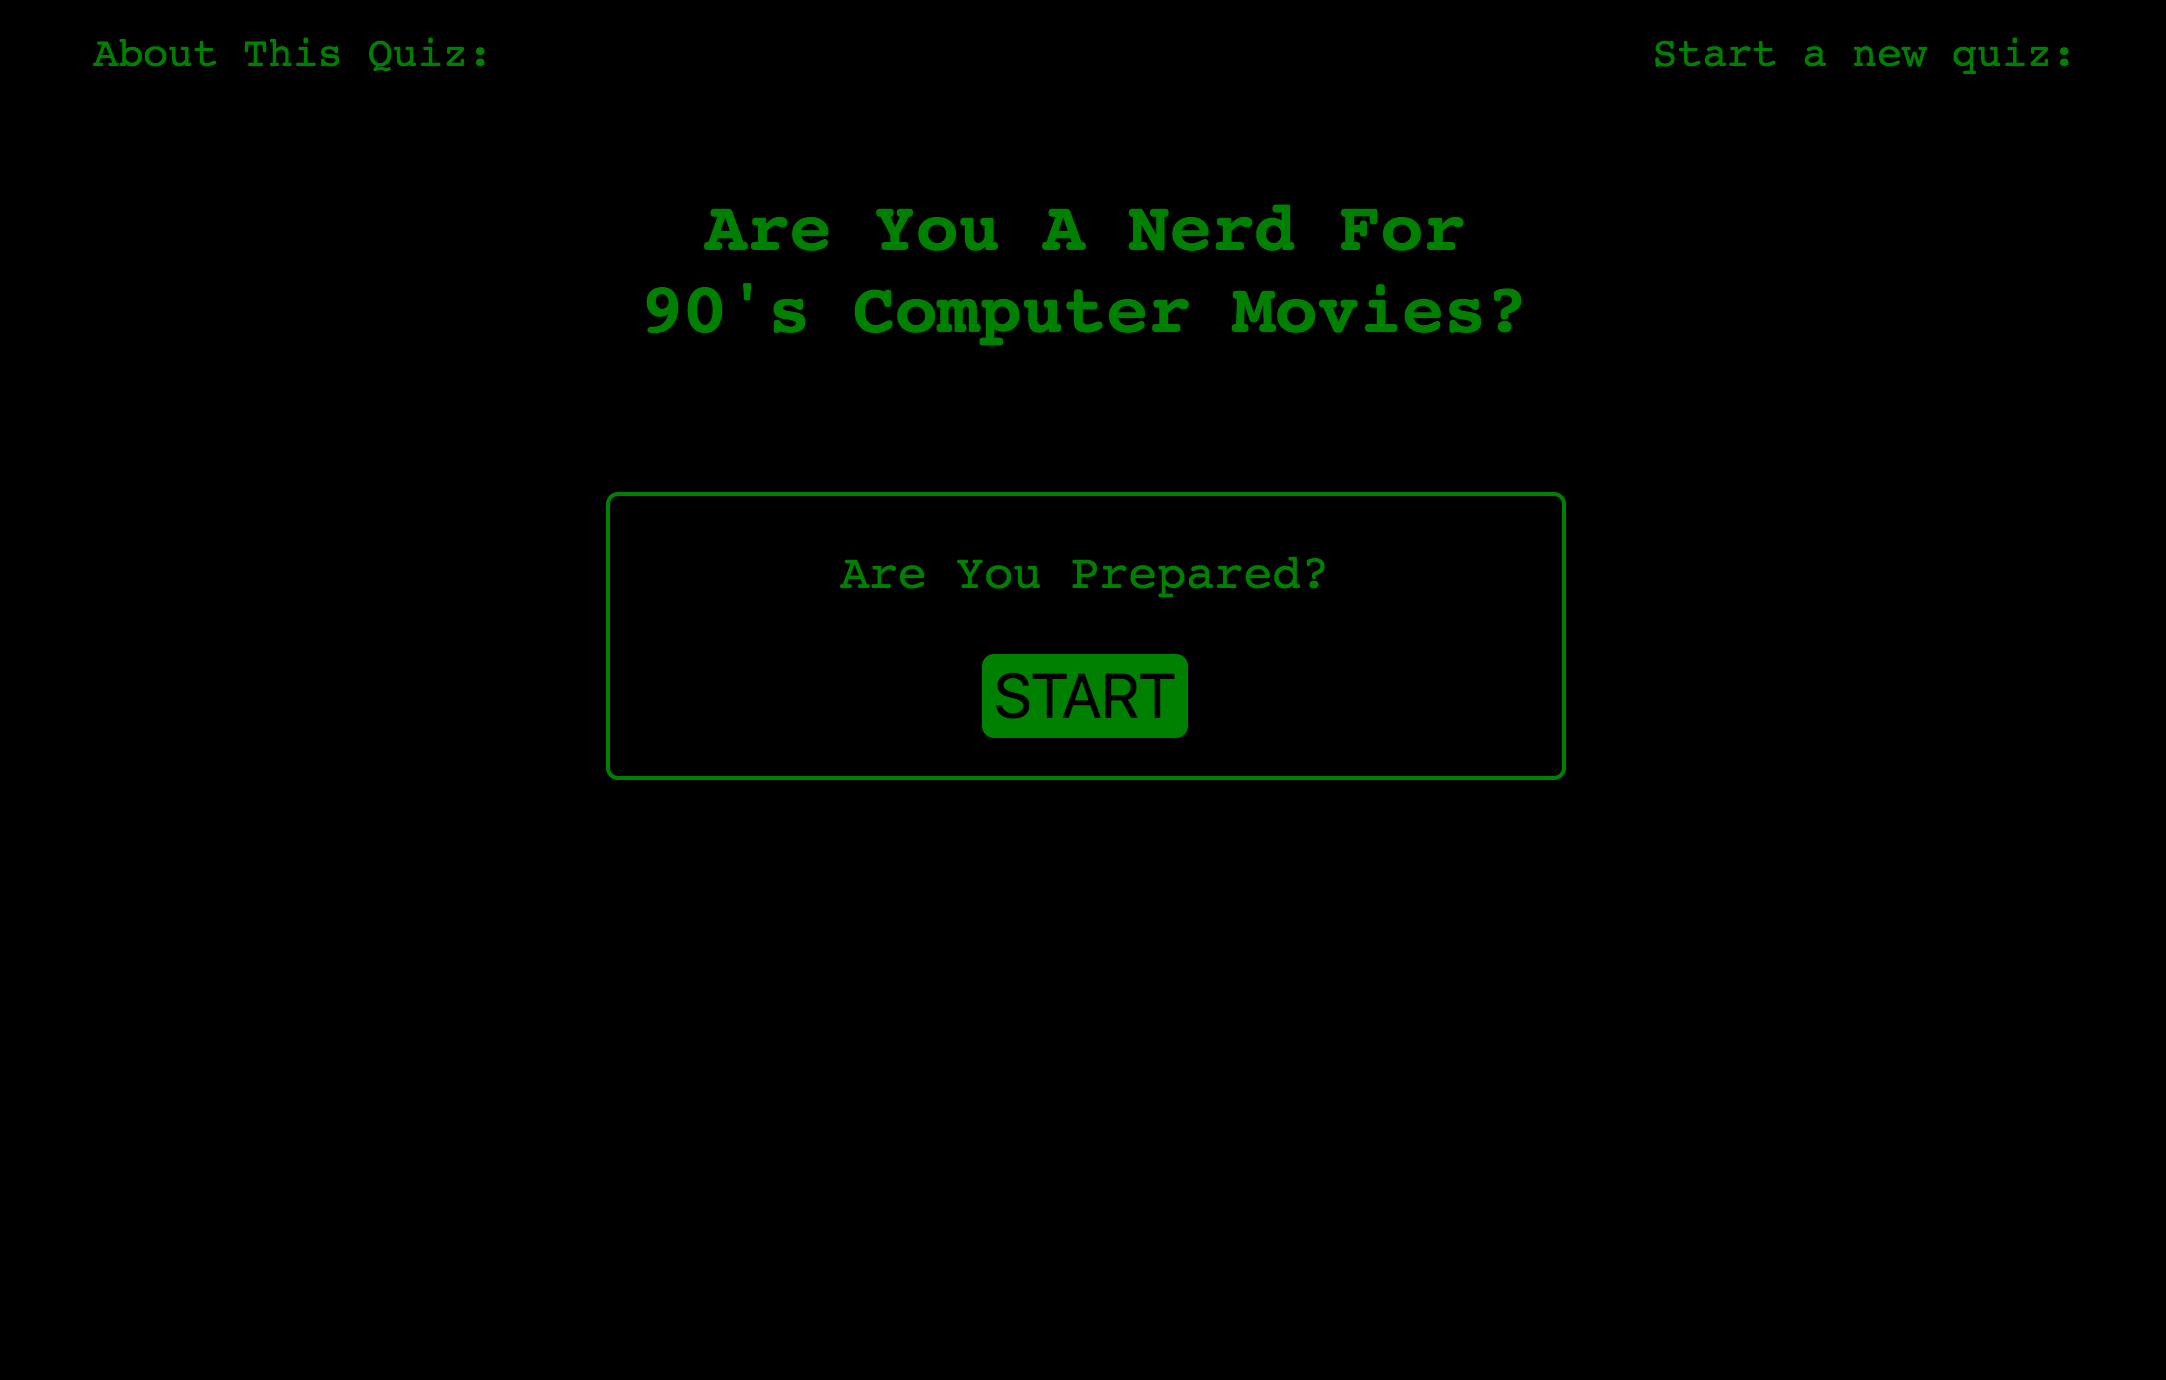 About This Quiz:
Start a new quiz:
Are You A Nerd For
90's Computer Movies?
Are You Prepared?
START